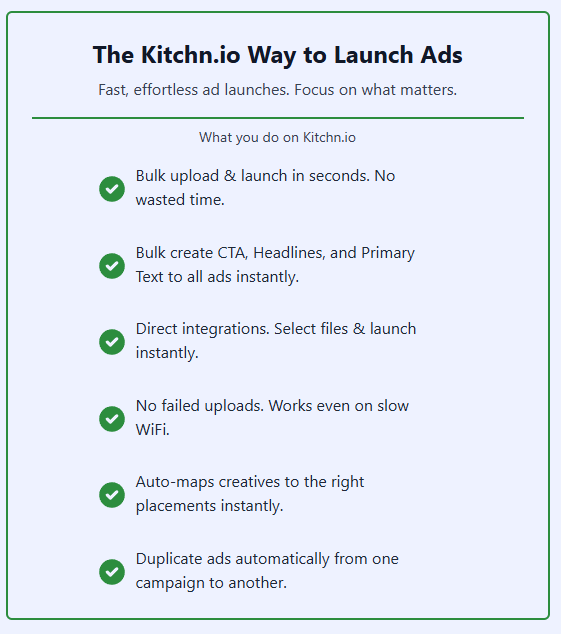 The Kitchn.io Way to Launch Ads
Fast, effortless ad launches. Focus on what matters.
What you do on Kitchn.io
Bulk upload & launch in seconds. No
wasted time.
Bulk create CTA, Headlines, and Primary
Text to all ads instantly.
Direct integrations. Select files & launch
instantly.
No failed uploads. Works even on slow
WiFi.
Auto-maps creatives to the right
placements instantly.
Duplicate ads automatically from one
campaign to another.